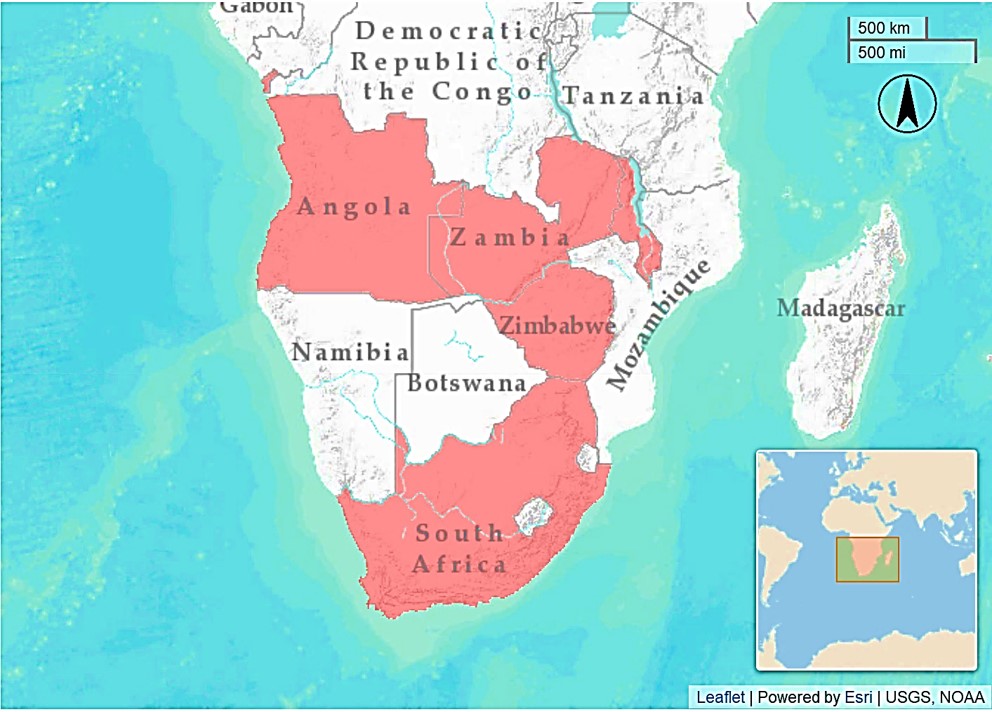 Gabon
Democratic
Republic of
the Congo
Tanzania
500 km
500 mi
Angola
Zambia
Zimbabwe
Mozambique
Madagascar
Namibia
Botswana
South
Africa
Leaflet | Powered by Esri | USGS, NOAA